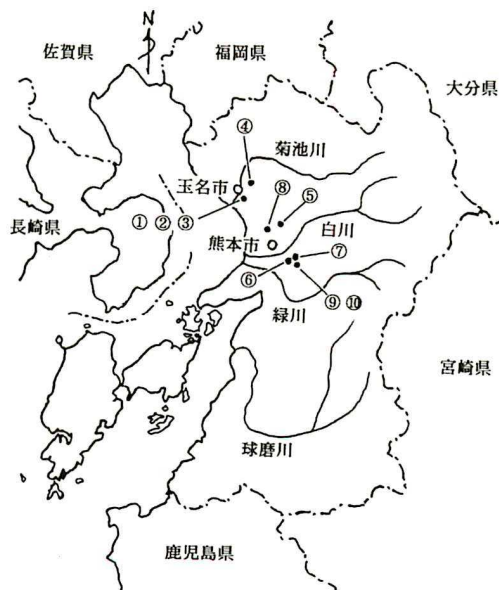 N
佐賀県
福岡県
大分県
④
菊池川
玉名市
⑧
⑤
長崎県
① ② ③
白川
熊本市
⑦
⑥
緑川
⑨ ⑩
宮崎県
球磨川
鹿児島県